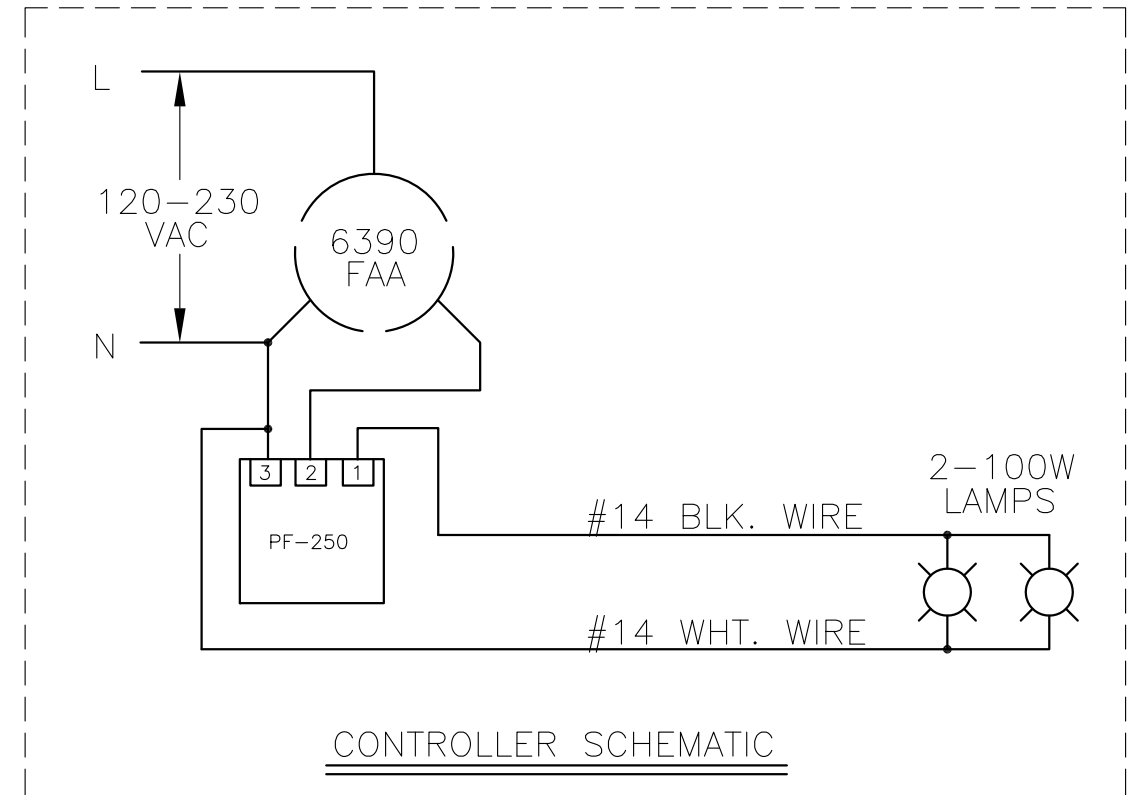 L
120-230
VAC
N
6390
FAA
3 2 1
PF-250
2-100W
LAMPS
#14 BLK. WIRE
#14 WHT. WIRE
CONTROLLER SCHEMATIC